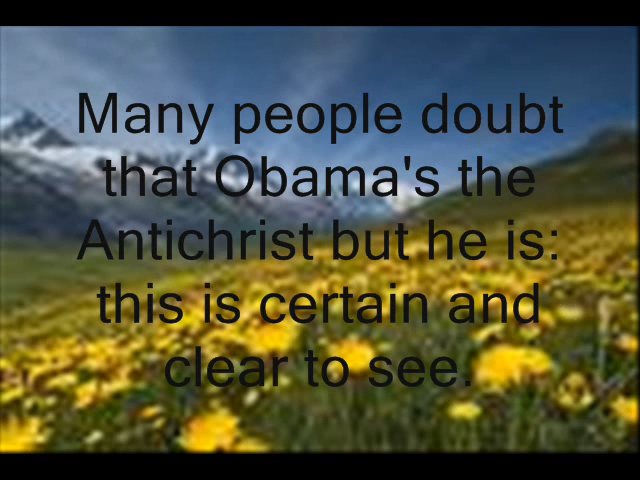 Many people doubt
that Obama's the
Antichrist but he is:
this is certain and
clear to see.